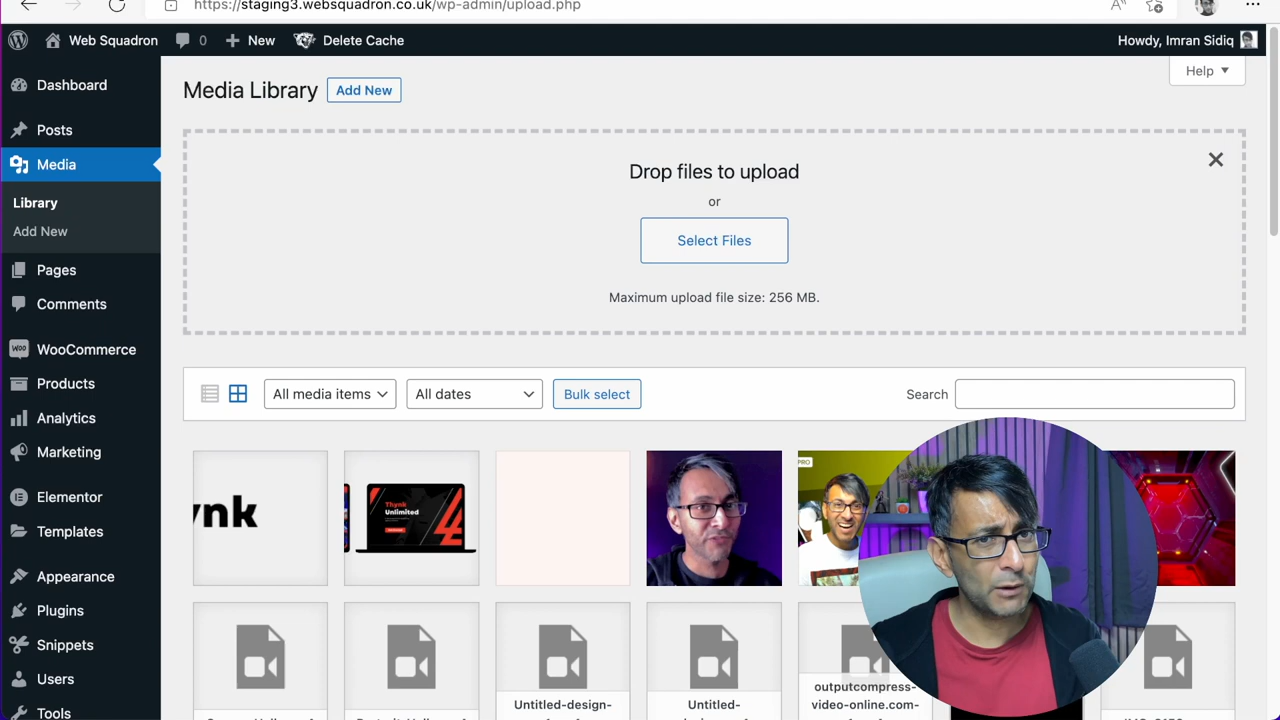 https://staging3.websquadron.co.uk/wp-admin/upload.php
Web Squadron 0 New Delete Cache Howdy, Imran Sidiq
Help
Dashboard
Posts
Media
Library
Add New
Pages
Comments
WooCommerce
Products
Analytics
Marketing
Elementor
Templates
Appearance
Plugins
Snippets
Users
Tools
Media Library Add New
Drop files to upload
or
Select Files
Maximum upload file size: 256 MB.
All media items All dates Bulk select Search
ynk
Thynk
Unlimited
PRO
Untitled-design-
Untitled-
outputcompress-
video-online.com-